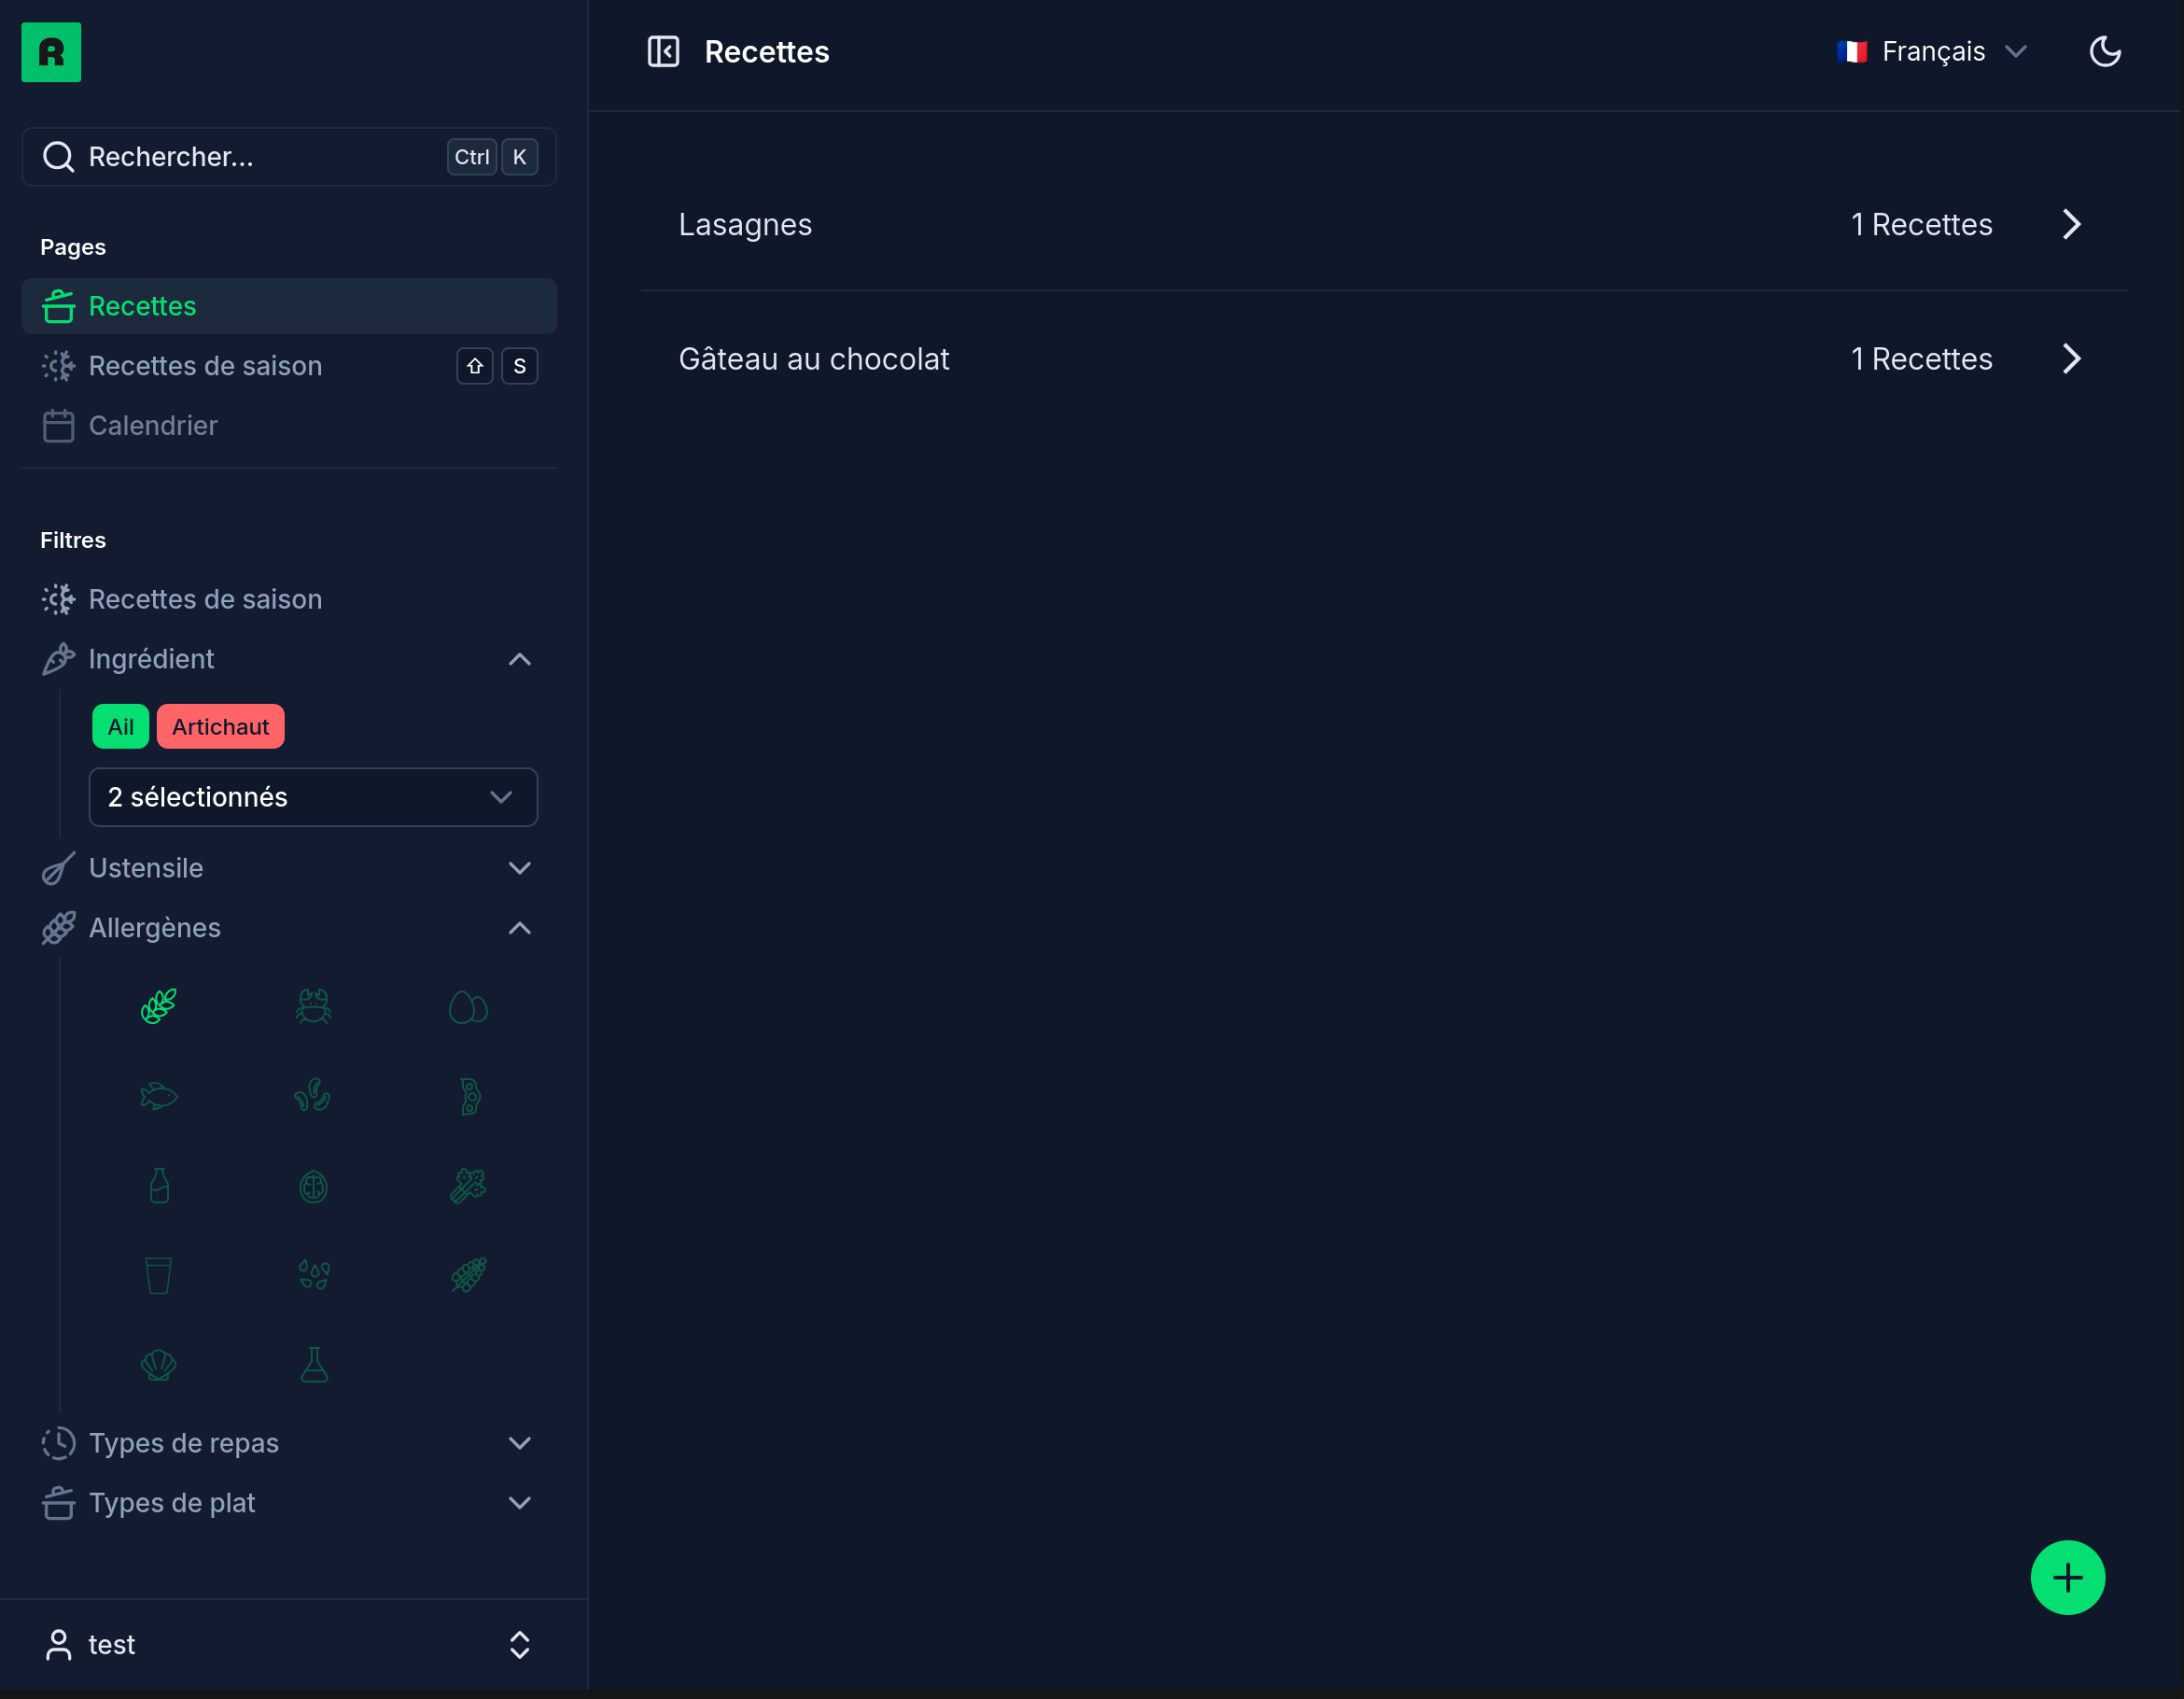 R
Rechercher...
Ctrl K
Pages
Recettes
Recettes de saison
S
Calendrier
Filtres
Recettes de saison
Ingrédient
Ail
Artichaut
2 sélectionnés
Ustensile
Allergènes
Types de repas
Types de plat
test
Recettes
Français
Lasagnes
1 Recettes
Gâteau au chocolat
1 Recettes